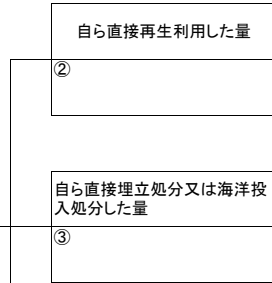 自ら直接再生利用した量
②
自ら直接埋立処分又は海洋投
入処分した量
③